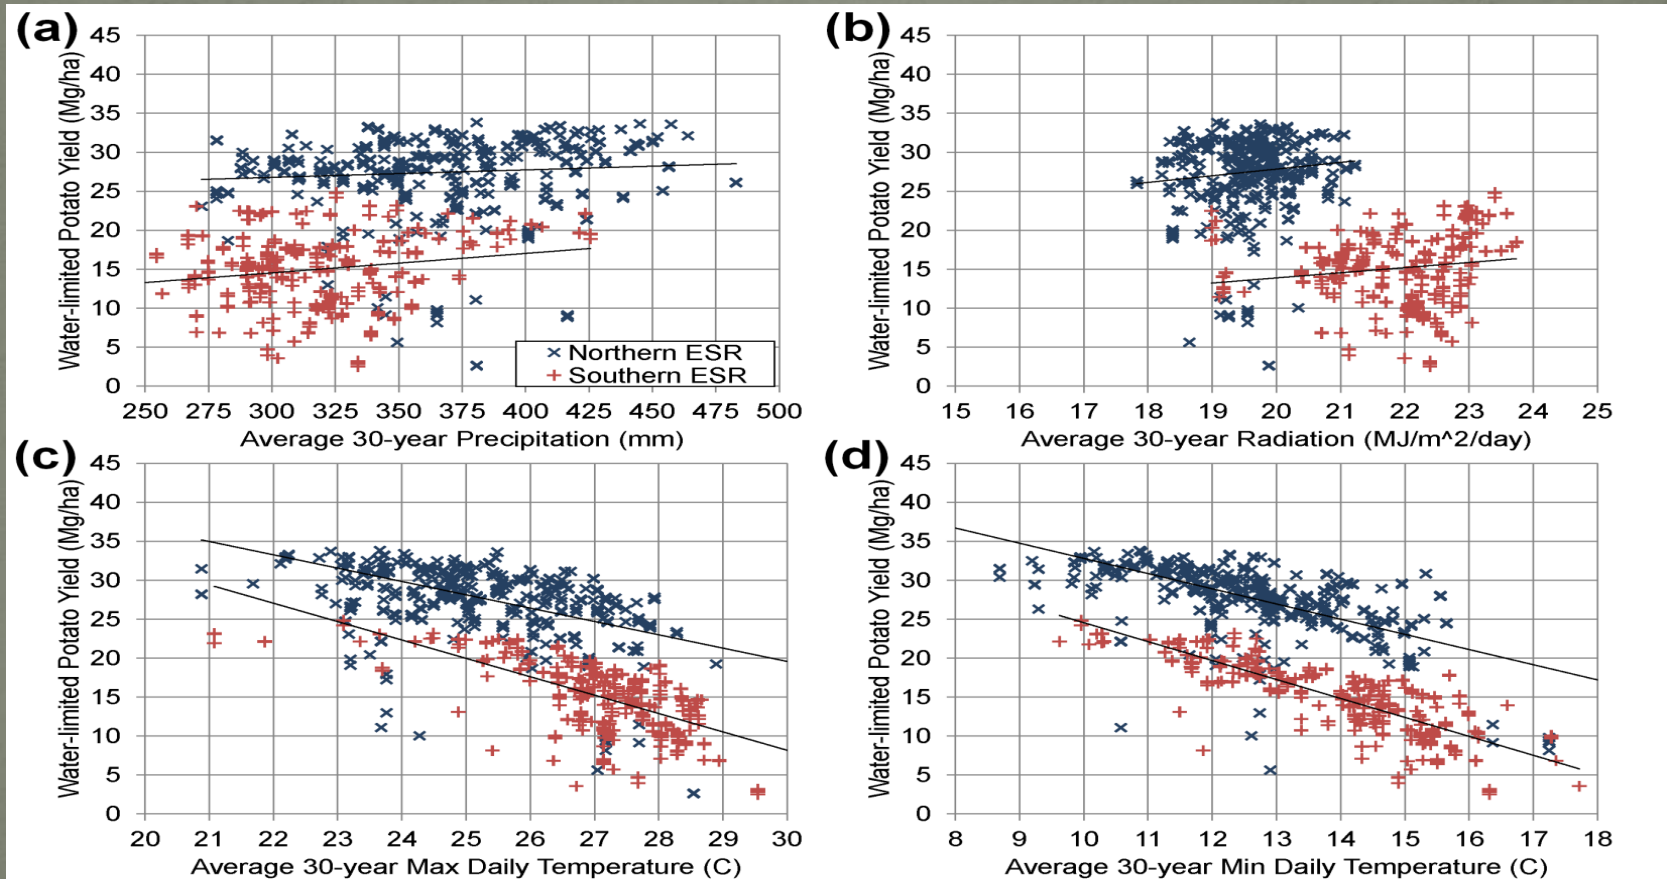 (a)
Water-limited Potato Yield (Mg/ha)
45
40
35
30
25
20
15
10
5
0
250 275 300 325 350 375 400 425 450 475 500
Average 30-year Precipitation (mm)
Northern ESR
Southern ESR
(b)
Water-limited Potato Yield (Mg/ha)
45
40
35
30
25
20
15
10
5
0
15 16 17 18 19 20 21 22 23 24 25
Average 30-year Radiation (MJ/m^2/day)
(c)
Water-limited Potato Yield (Mg/ha)
45
40
35
30
25
20
15
10
5
0
20 21 22 23 24 25 26 27 28 29 30
Average 30-year Max Daily Temperature (C)
(d)
Water-limited Potato Yield (Mg/ha)
45
40
35
30
25
20
15
10
5
0
8 9 10 11 12 13 14 15 16 17 18
Average 30-year Min Daily Temperature (C)